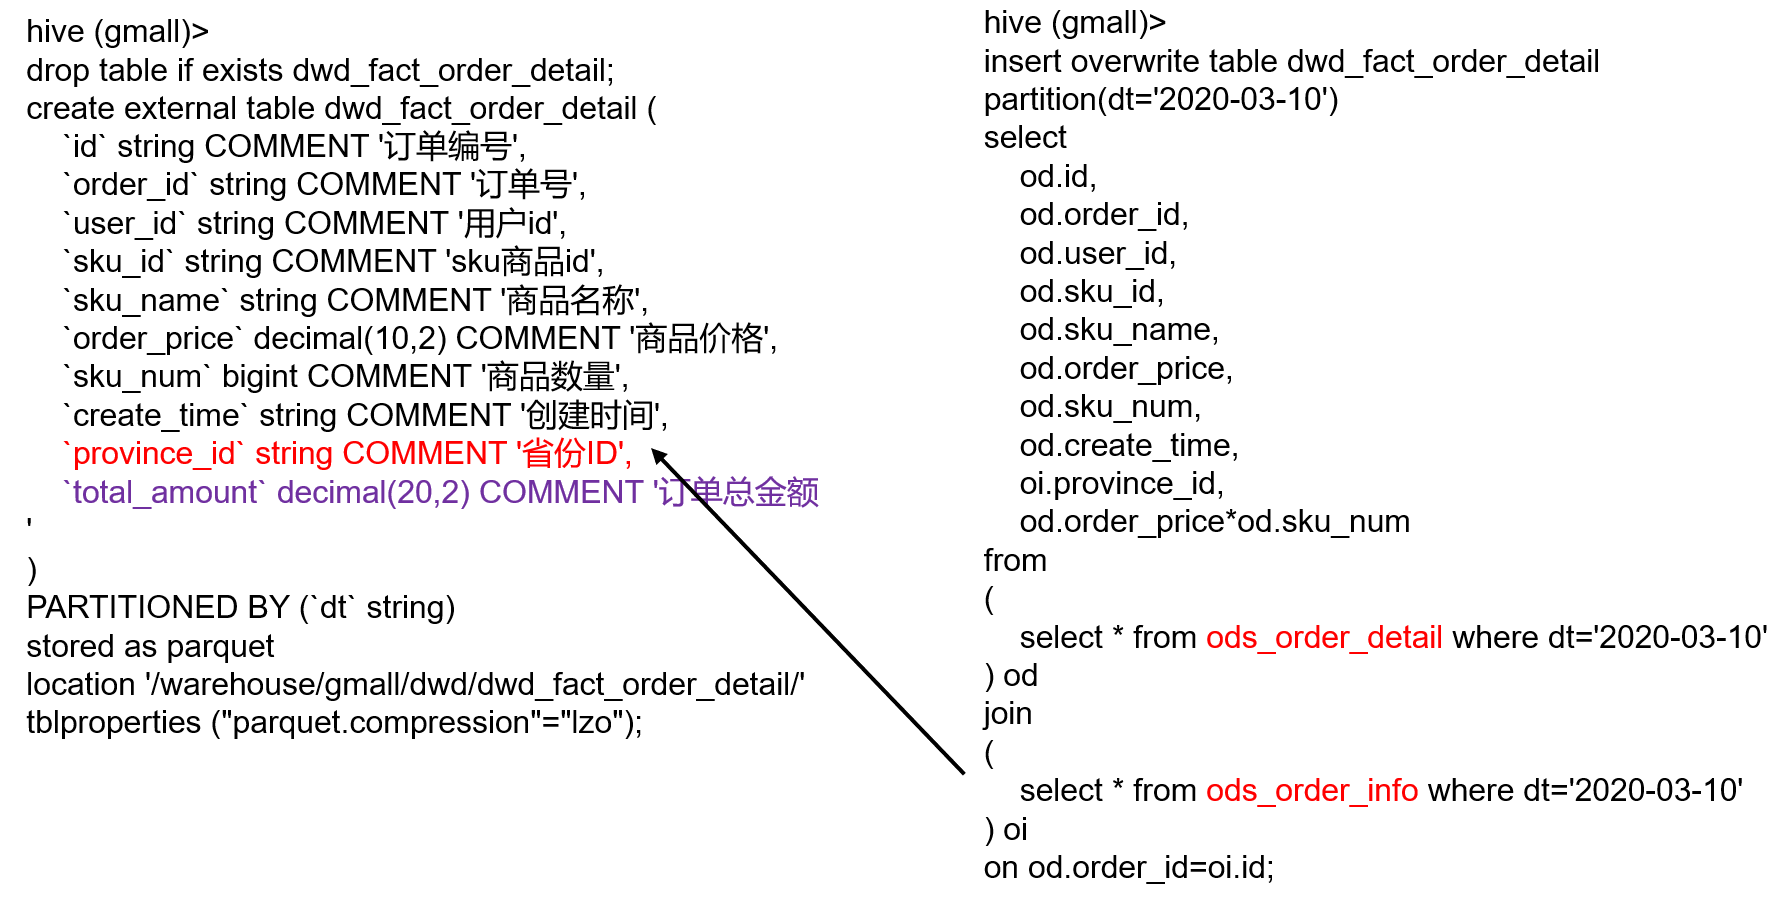 hive (gmall)>
drop table if exists dwd_fact_order_detail;
create external table dwd_fact_order_detail (
`id` string COMMENT '订单编号',
`order_id` string COMMENT '订单号',
`user_id` string COMMENT '用户id',
`sku_id` string COMMENT 'sku商品id',
`sku_name` string COMMENT '商品名称',
`order_price` decimal(10,2) COMMENT '商品价格',
`sku_num` bigint COMMENT '商品数量',
`create_time` string COMMENT '创建时间',
`province_id` string COMMENT '省份ID',
`total_amount` decimal(20,2) COMMENT '订单总金额
'
)
PARTITIONED BY (`dt` string)
stored as parquet
location '/warehouse/gmall/dwd/dwd_fact_order_detail/'
tblproperties ("parquet.compression"="lzo");
hive (gmall)>
insert overwrite table dwd_fact_order_detail
partition(dt='2020-03-10')
select
od.id,
od.order_id,
od.user_id,
od.sku_id,
od.sku_name,
od.order_price,
od.sku_num,
od.create_time,
oi.province_id,
od.order_price*od.sku_num
from
(
select * from ods_order_detail where dt='2020-03-10'
) od
join
(
select * from ods_order_info where dt='2020-03-10'
) oi
on od.order_id=oi.id;